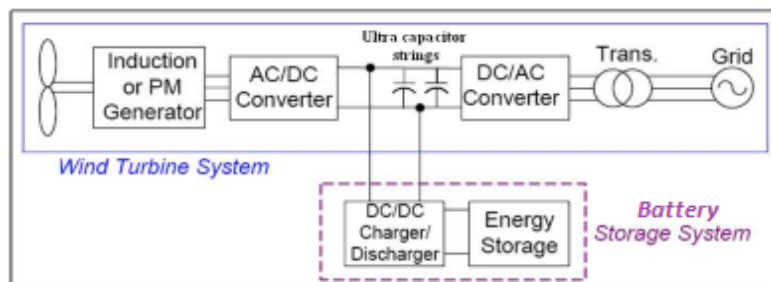 Ultra capacitor
strings
Induction
or PM
Generator
AC/DC
Converter
DC/AC
Converter
Trans.
Grid
Wind Turbine System
DC/DC
Charger/
Discharger
Energy
Storage
Battery
Storage System